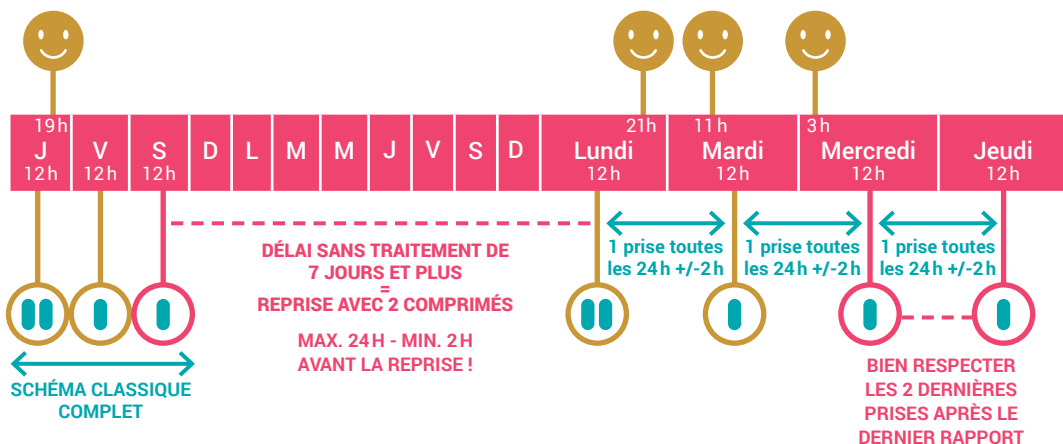 19h
21h
11h
3h
J
V
S
D
L
M
M
J
V
S
D
Lundi
Mardi
Mercredi
Jeudi
12h
12h
12h
12h
12h
12h
12h
DÉLAI SANS TRAITEMENT DE
7 JOURS ET PLUS
=
REPRISE AVEC 2 COMPRIMÉS
MAX. 24H - MIN. 2H
AVANT LA REPRISE !
1 prise toutes
les 24h +/-2h
1 prise toutes
les 24h +/-2h
1 prise toutes
les 24h +/-2h
SCHÉMA CLASSIQUE
COMPLET
BIEN RESPECTER
LES 2 DERNIÈRES
PRISES APRÈS LE
DERNIER RAPPORT